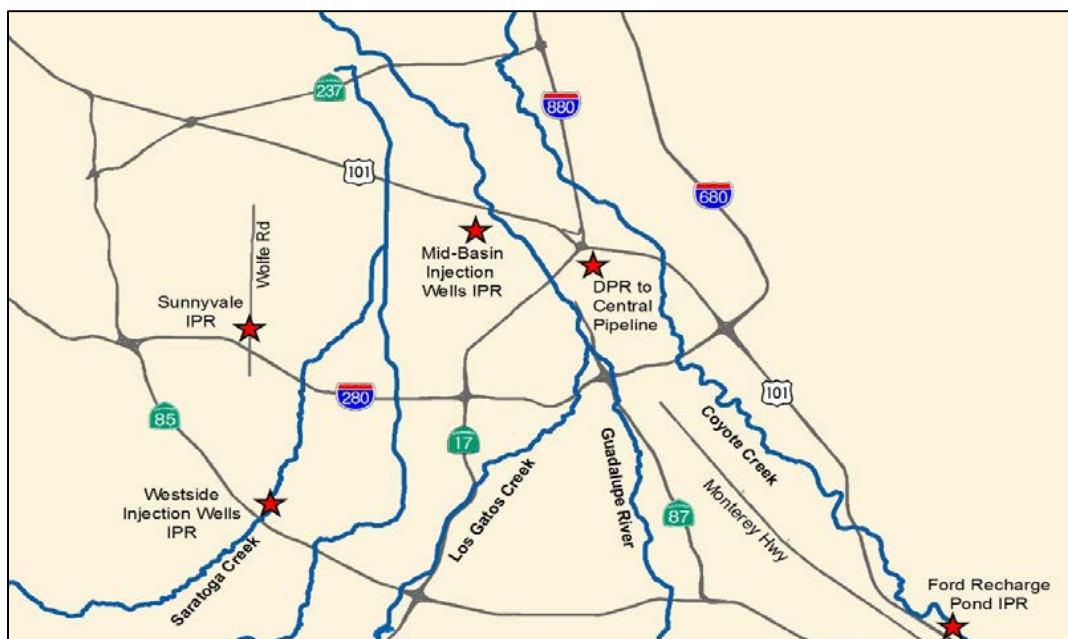 237
880
101
680
Wolfe Rd
Mid-Basin
Injection
Wells IPR
DPR to
Central
Pipeline
Sunnyvale
IPR
280
101
85
17
Coyote Creek
Westside
Injection Wells
IPR
Los Gatos Creek
Guadalupe River
87
Monterey Hwy
Saratoga Creek
Ford Recharge
Pond IPR